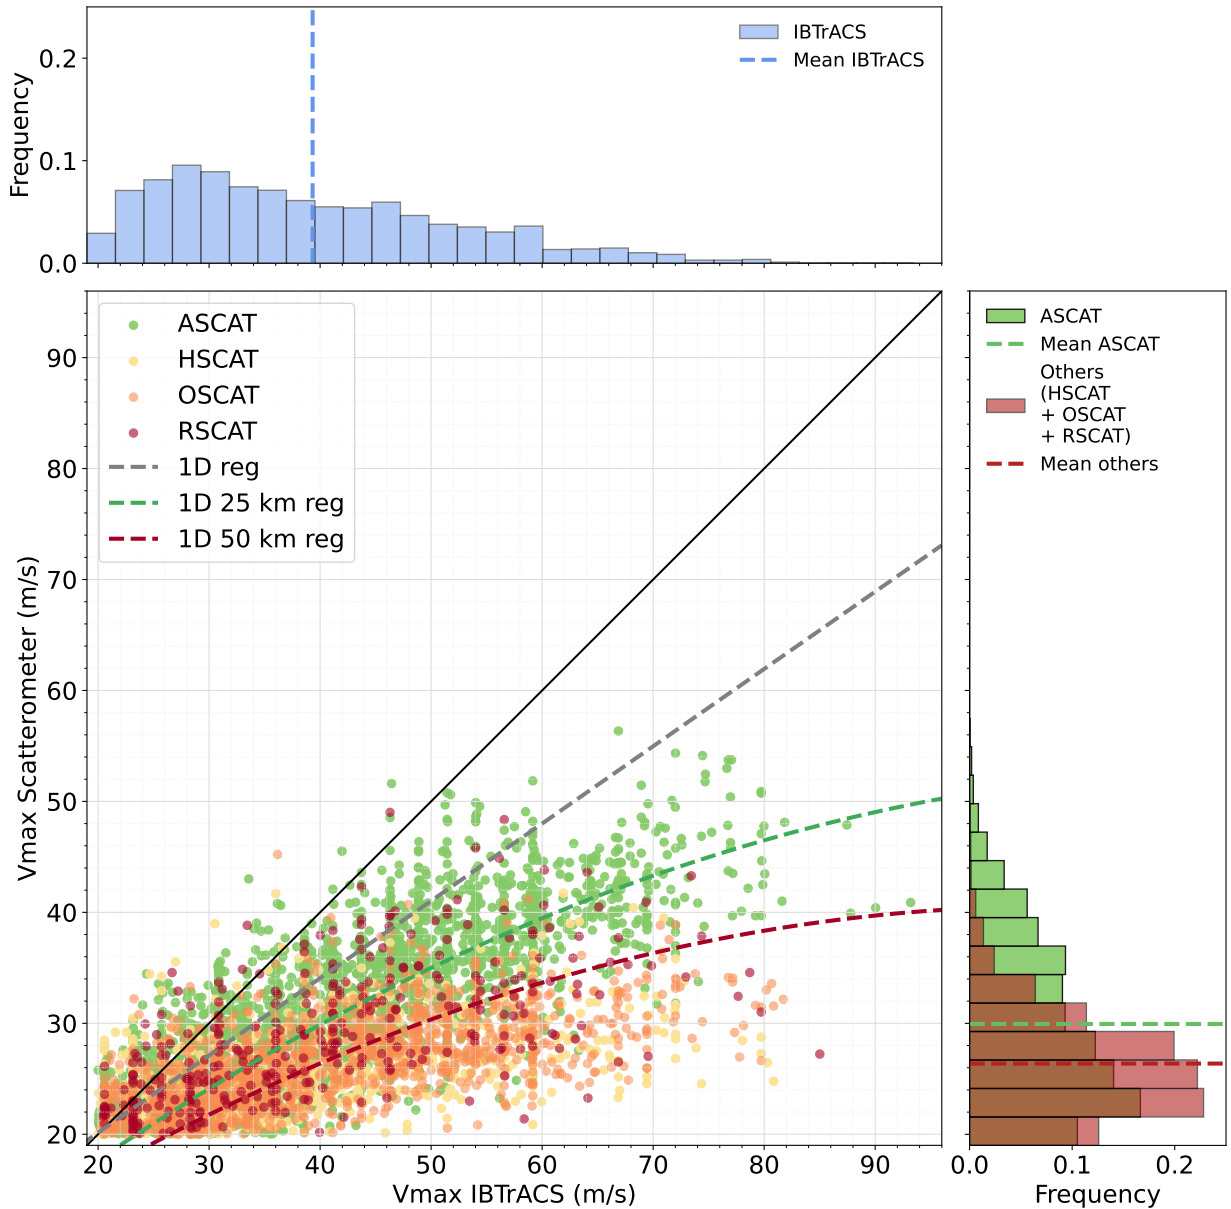 IBTrACS
Mean IBTrACS
Frequency
0.2
0.1
0.0
ASCAT
HSCAT
OSCAT
RSCAT
1D reg
1D 25 km reg
1D 50 km reg
Vmax Scatterometer (m/s)
90
80
70
60
50
40
30
20
20 30 40 50 60 70 80 90
Vmax IBTrACS (m/s)
ASCAT
Mean ASCAT
Others
(HSCAT
+ OSCAT
+ RSCAT)
Mean others
0.0 0.1 0.2
Frequency